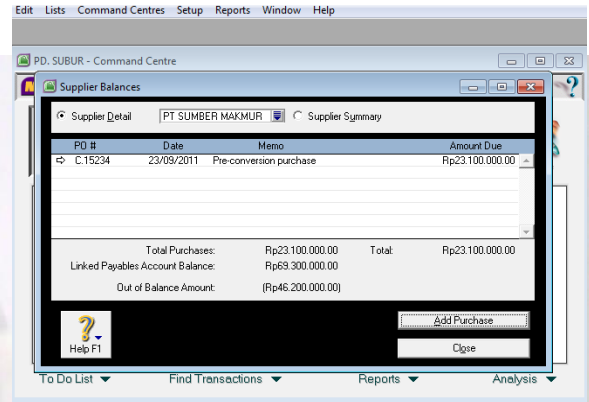 Edit Lists Command Centres Setup Reports Window Help
PD. SUBUR - Command Centre
Supplier Balances
Supplier Detail PT SUMBER MAKMUR Supplier Summary
PO # Date Memo Amount Due
C.15234 23/09/2011 Pre-conversion purchase Rp23.100.000.00
Total Purchases: Rp23.100.000.00 Total: Rp23.100.000.00
Linked Payables Account Balance: Rp69.300.000.00
Out of Balance Amount: (Rp46.200.000.00)
Add Purchase
Help F1
Close
To Do List Find Transactions Reports Analysis